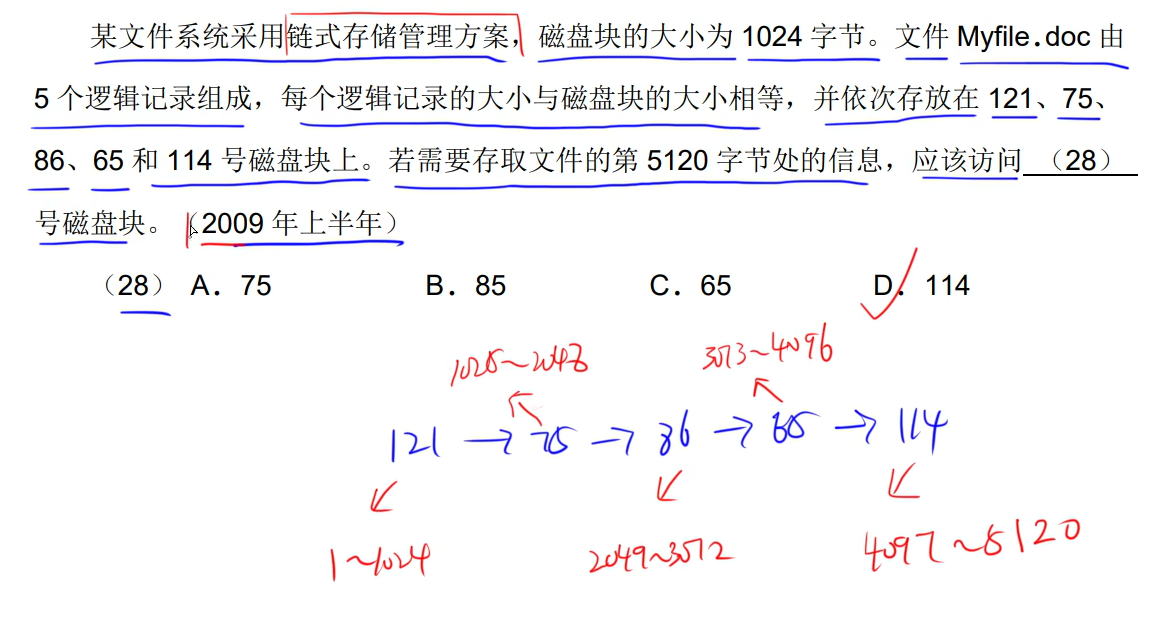 某文件系统采用链式存储管理方案，磁盘块的大小为 1024 字节。文件 Myfile.doc 由
5 个逻辑记录组成，每个逻辑记录的大小与磁盘块的大小相等，并依次存放在 121、75、
86、65 和 114 号磁盘块上。若需要存取文件的第 5120 字节处的信息，应该访问 （28）
号磁盘块。（2009 年上半年）
（28） A．75 B．85 C．65 D．114
1025～2048 3073～4096
121 → 75 → 86 → 65 → 114
1～1024 2049～3072 4097～5120